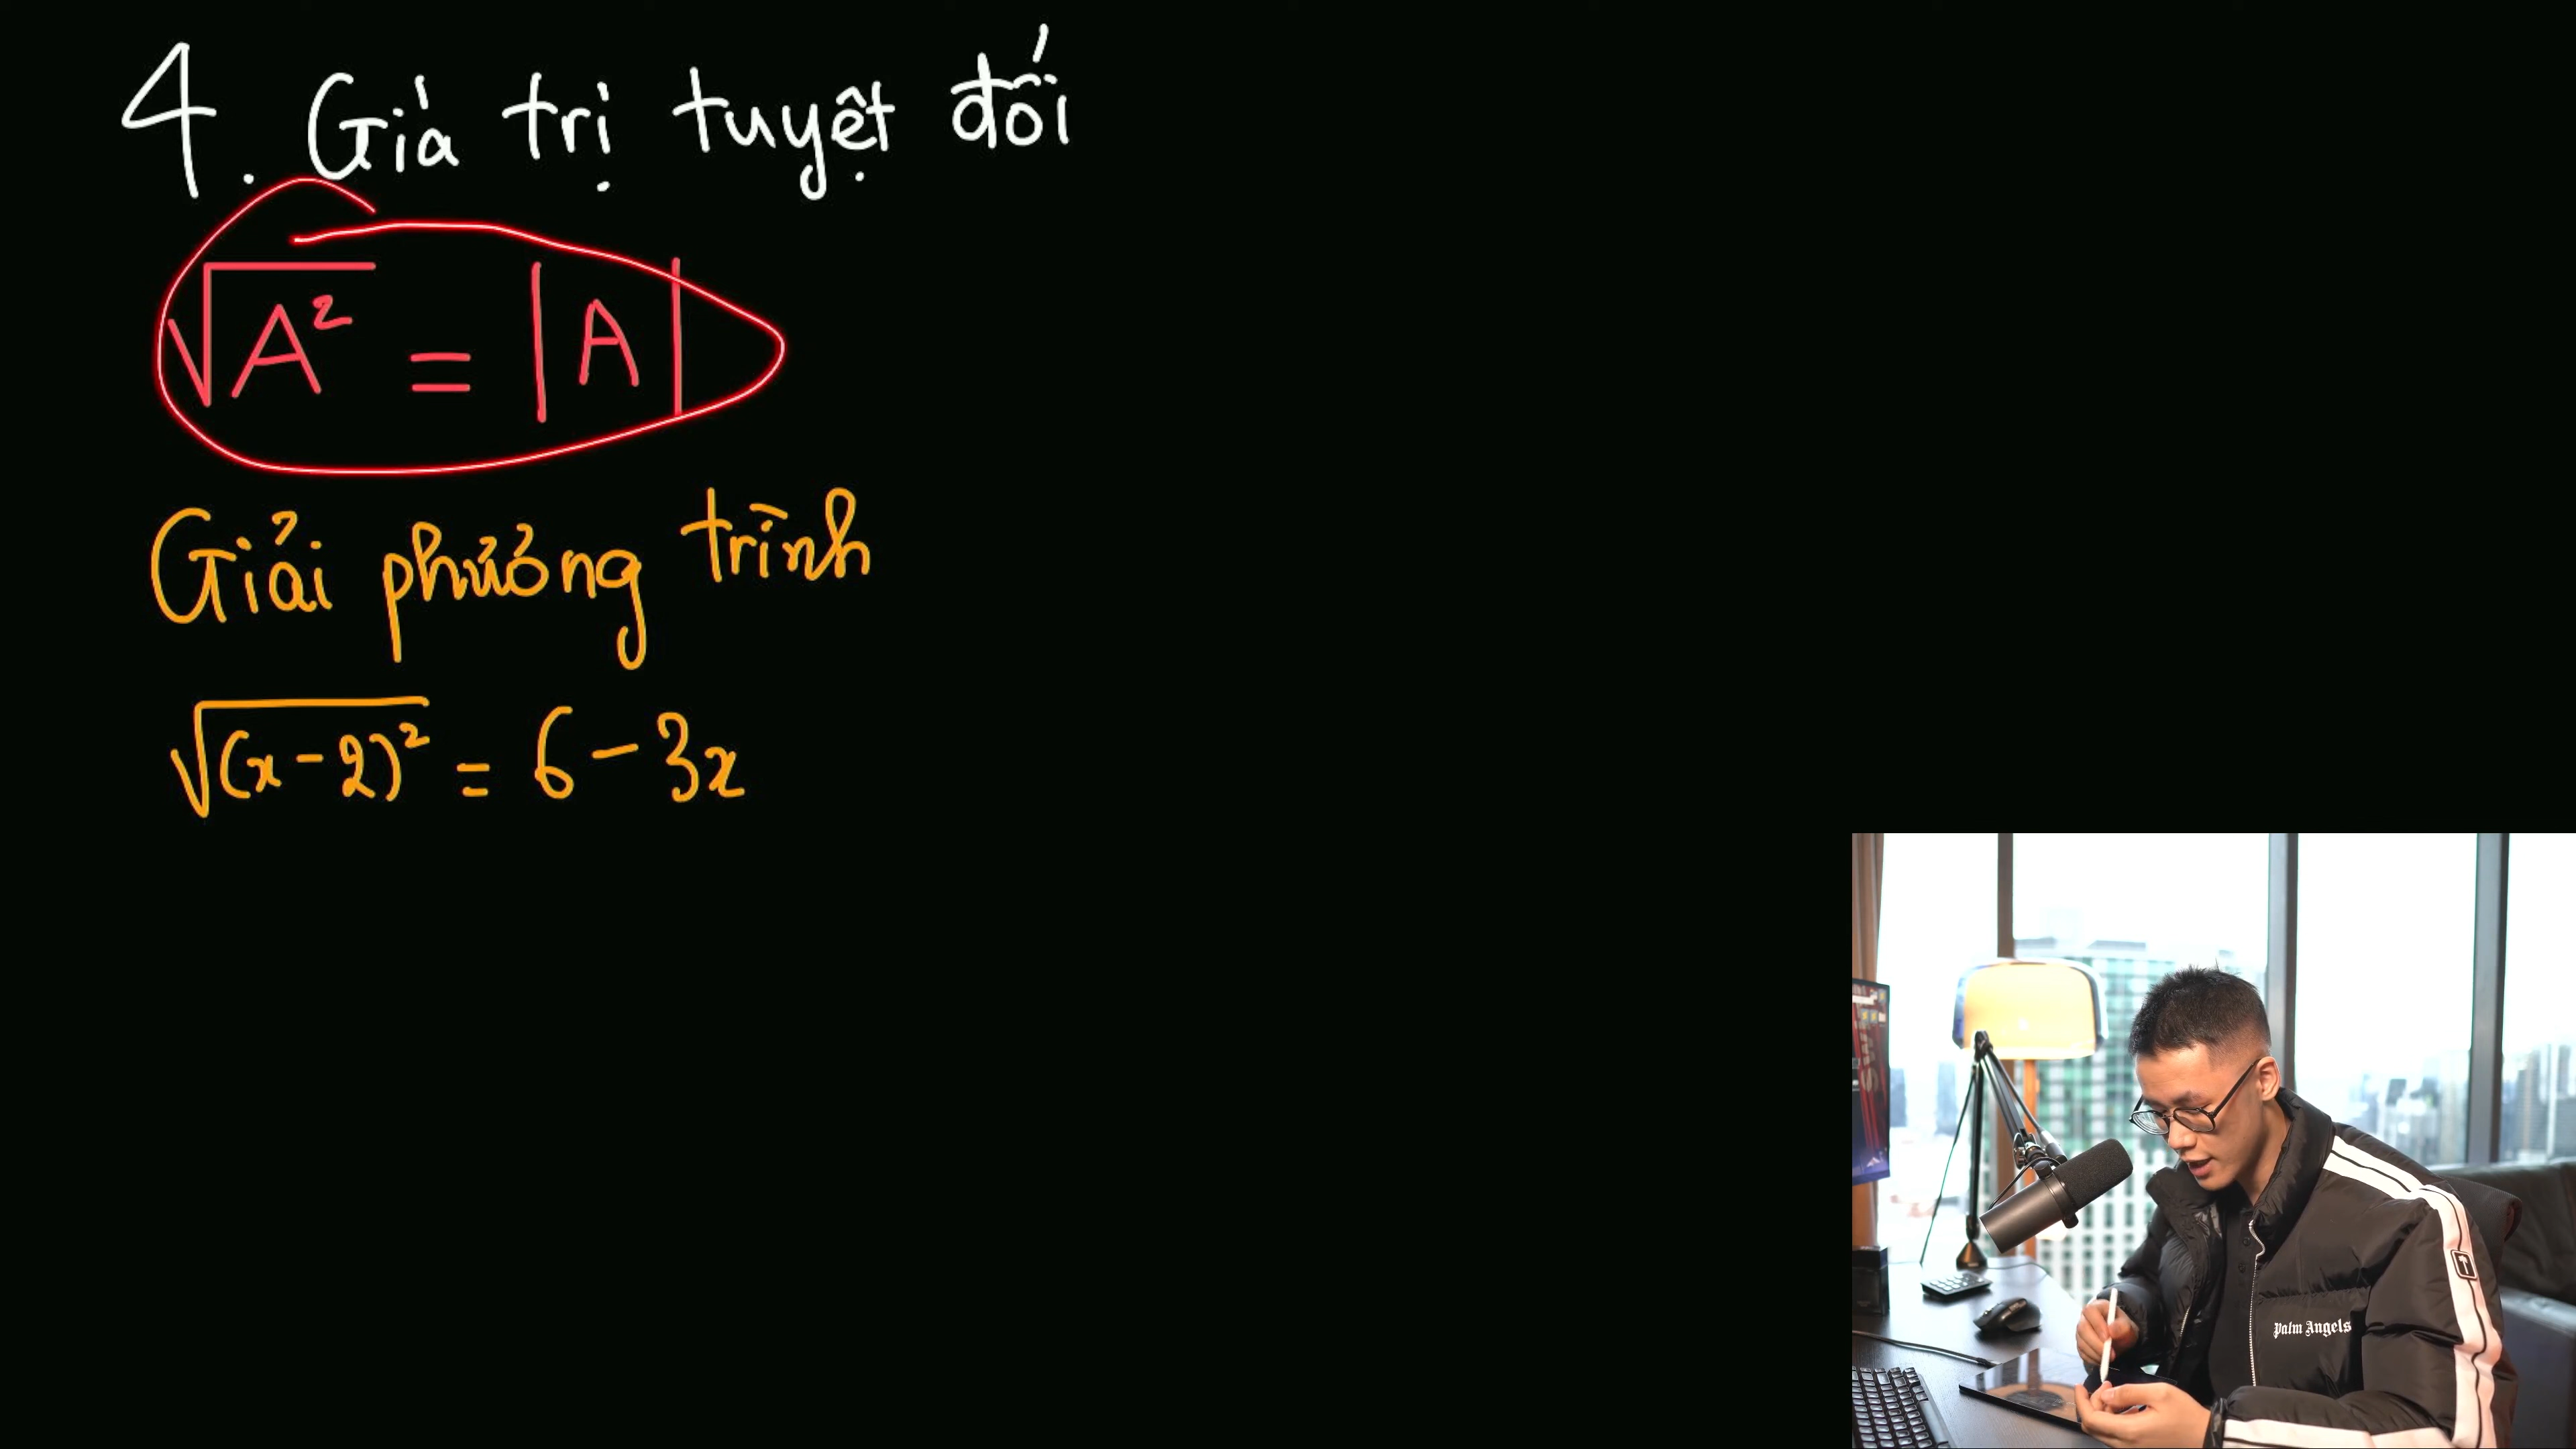 4. Giá trị tuyệt đối
√A² = |A|
Giải phương trình
√(x-2)² = 6-3x
Palm Angels